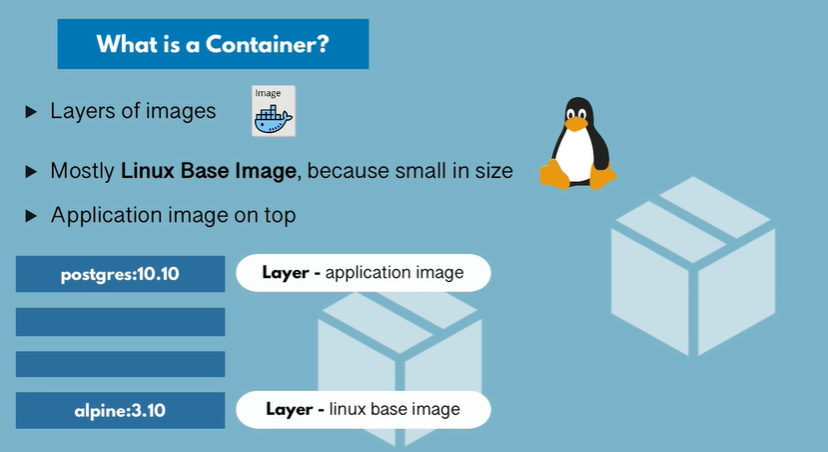 What is a Container?
Layers of images
Image
Mostly Linux Base Image, because small in size
Application image on top
postgres:10.10
Layer - application image
alpine:3.10
Layer - linux base image